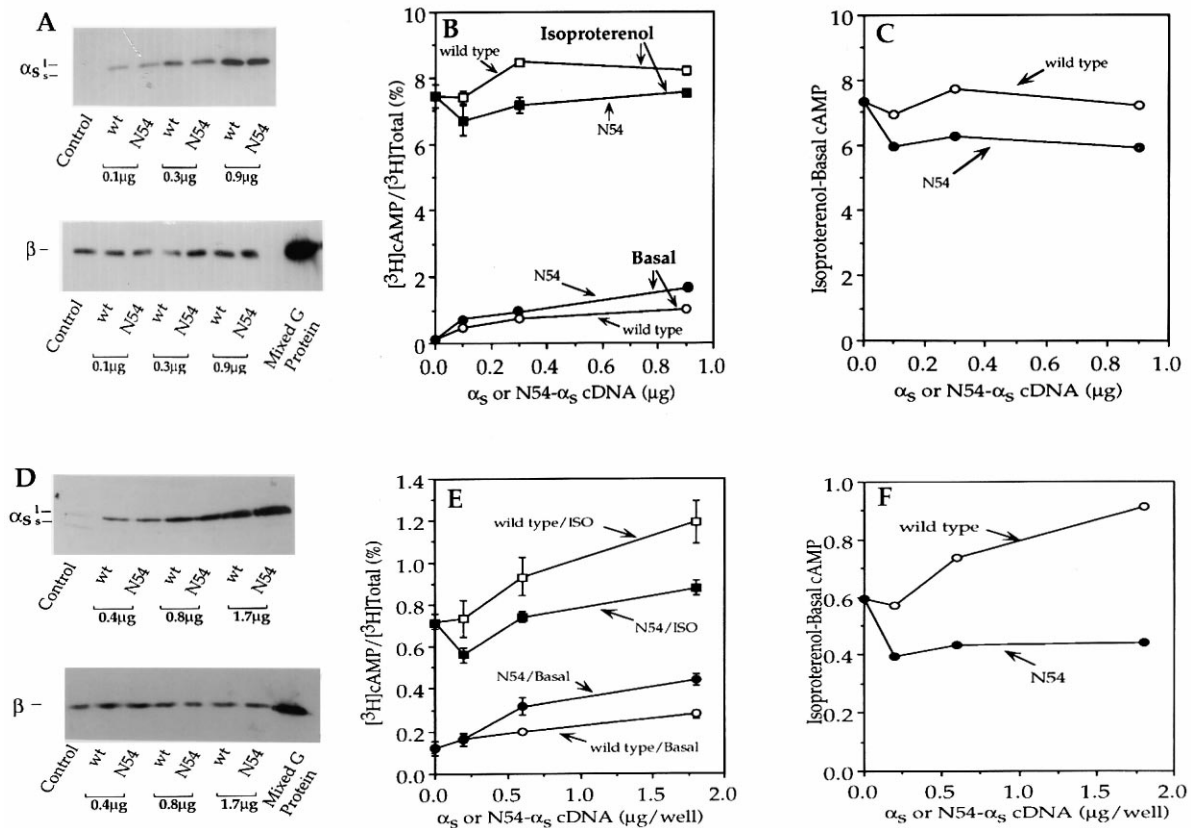 A
αs l–
s–
Control
wt
N54
wt
N54
wt
N54
0.1µg
0.3µg
0.9µg
β –
Control
wt
N54
wt
N54
wt
N54
Mixed G
Protein
0.1µg
0.3µg
0.9µg
B
[³H]cAMP/[³H]Total (%)
10
8
6
4
2
0
wild type
Isoproterenol
N54
Basal
N54
wild type
0.0
0.2
0.4
0.6
0.8
1.0
αs or N54-αs cDNA (µg)
C
Isoproterenol-Basal cAMP
10
8
6
4
2
0
wild type
N54
0.0
0.2
0.4
0.6
0.8
1.0
αs or N54-αs cDNA (µg)
D
αs l–
s–
Control
wt
N54
wt
N54
wt
N54
0.4µg
0.8µg
1.7µg
β –
Control
wt
N54
wt
N54
wt
N54
Mixed G
Protein
0.4µg
0.8µg
1.7µg
E
[³H]cAMP/[³H]Total (%)
1.4
1.2
1.0
0.8
0.6
0.4
0.2
0.0
wild type/ISO
N54/ISO
N54/Basal
wild type/Basal
0.0
0.5
1.0
1.5
2.0
αs or N54-αs cDNA (µg/well)
F
Isoproterenol-Basal cAMP
1.0
0.8
0.6
0.4
0.2
0.0
wild type
N54
0.0
0.5
1.0
1.5
2.0
αs or N54-αs cDNA (µg/well)